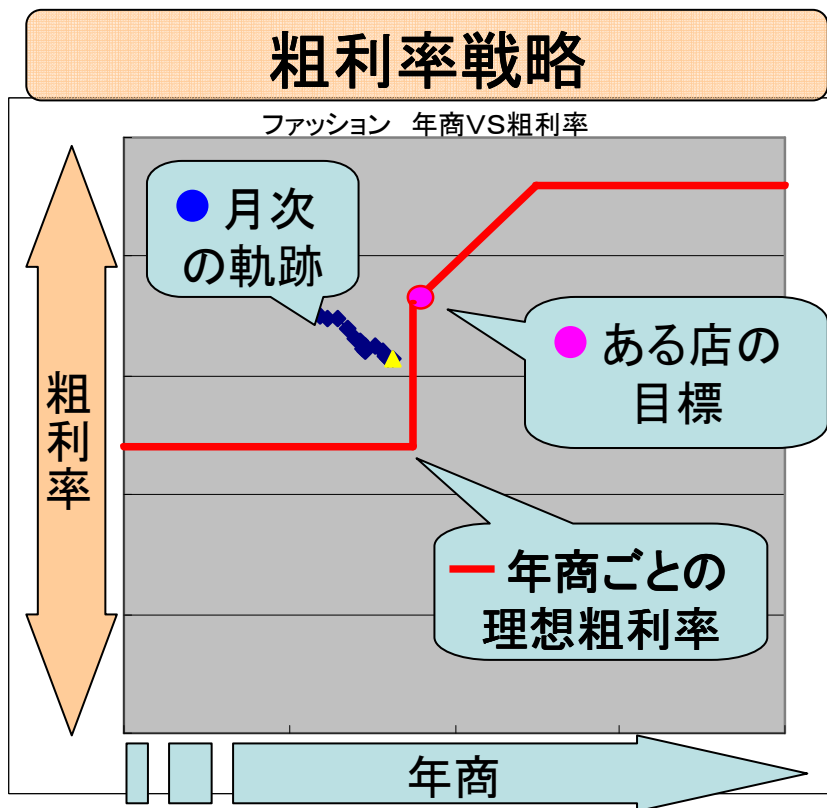 粗利率戦略
ファッション 年商VS粗利率
月次
の軌跡
ある店の
目標
粗利率
年商ごとの
理想粗利率
年商